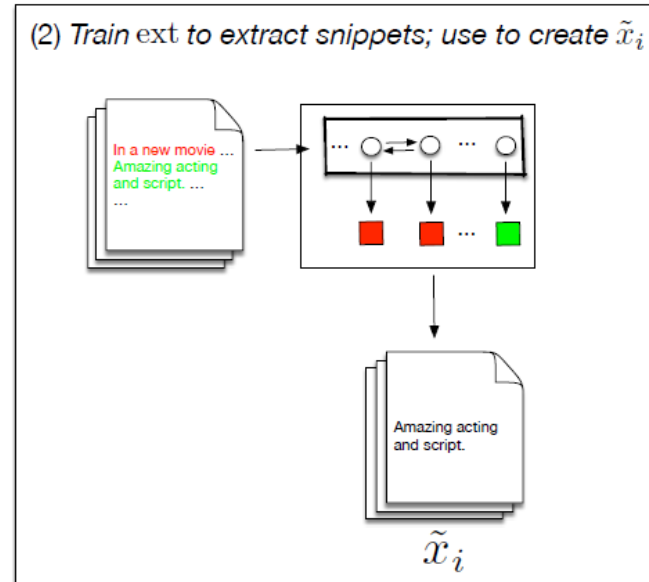 (2) Train ext to extract snippets; use to create x̃ᵢ
In a new movie ...
Amazing acting
and script. ...
...
... ...
...
Amazing acting
and script.
x̃ᵢ